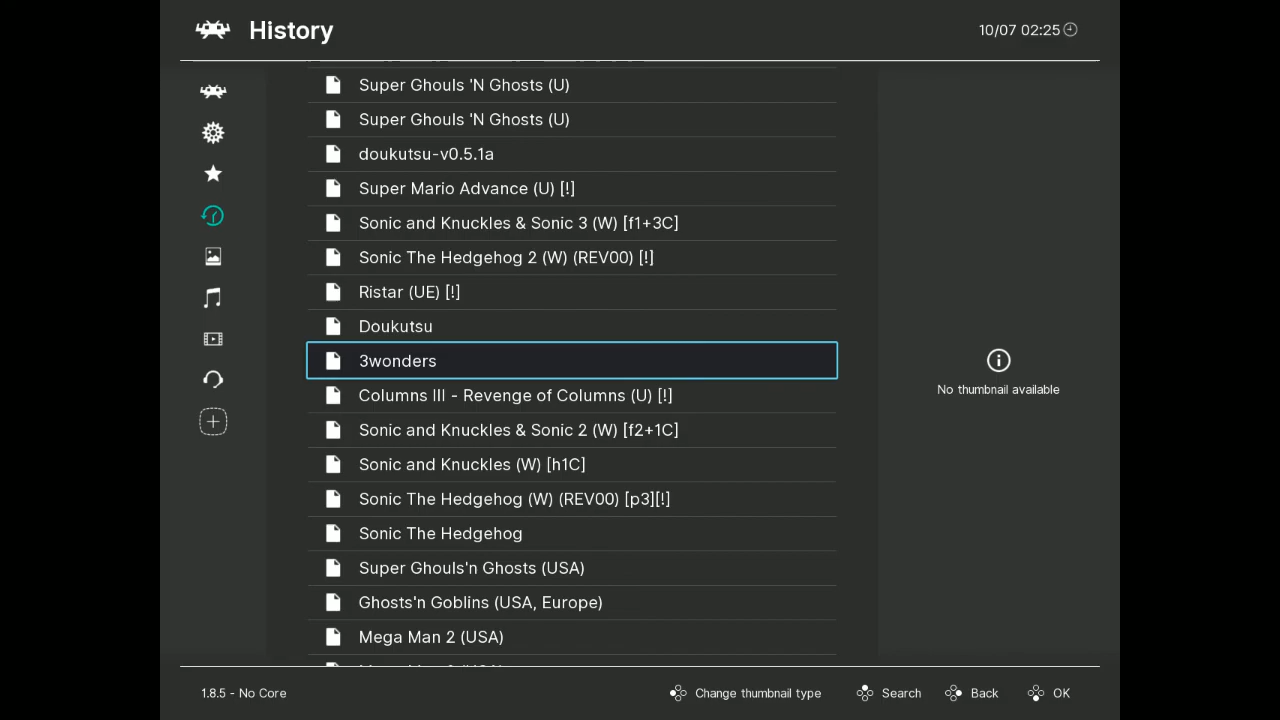 History
10/07 02:25
Super Ghouls 'N Ghosts (U)
Super Ghouls 'N Ghosts (U)
doukutsu-v0.5.1a
Super Mario Advance (U) [!]
Sonic and Knuckles & Sonic 3 (W) [f1+3C]
Sonic The Hedgehog 2 (W) (REV00) [!]
Ristar (UE) [!]
Doukutsu
3wonders
Columns III - Revenge of Columns (U) [!]
Sonic and Knuckles & Sonic 2 (W) [f2+1C]
Sonic and Knuckles (W) [h1C]
Sonic The Hedgehog (W) (REV00) [p3][!]
Sonic The Hedgehog
Super Ghouls'n Ghosts (USA)
Ghosts'n Goblins (USA, Europe)
Mega Man 2 (USA)
No thumbnail available
1.8.5 - No Core
Change thumbnail type
Search
Back
OK